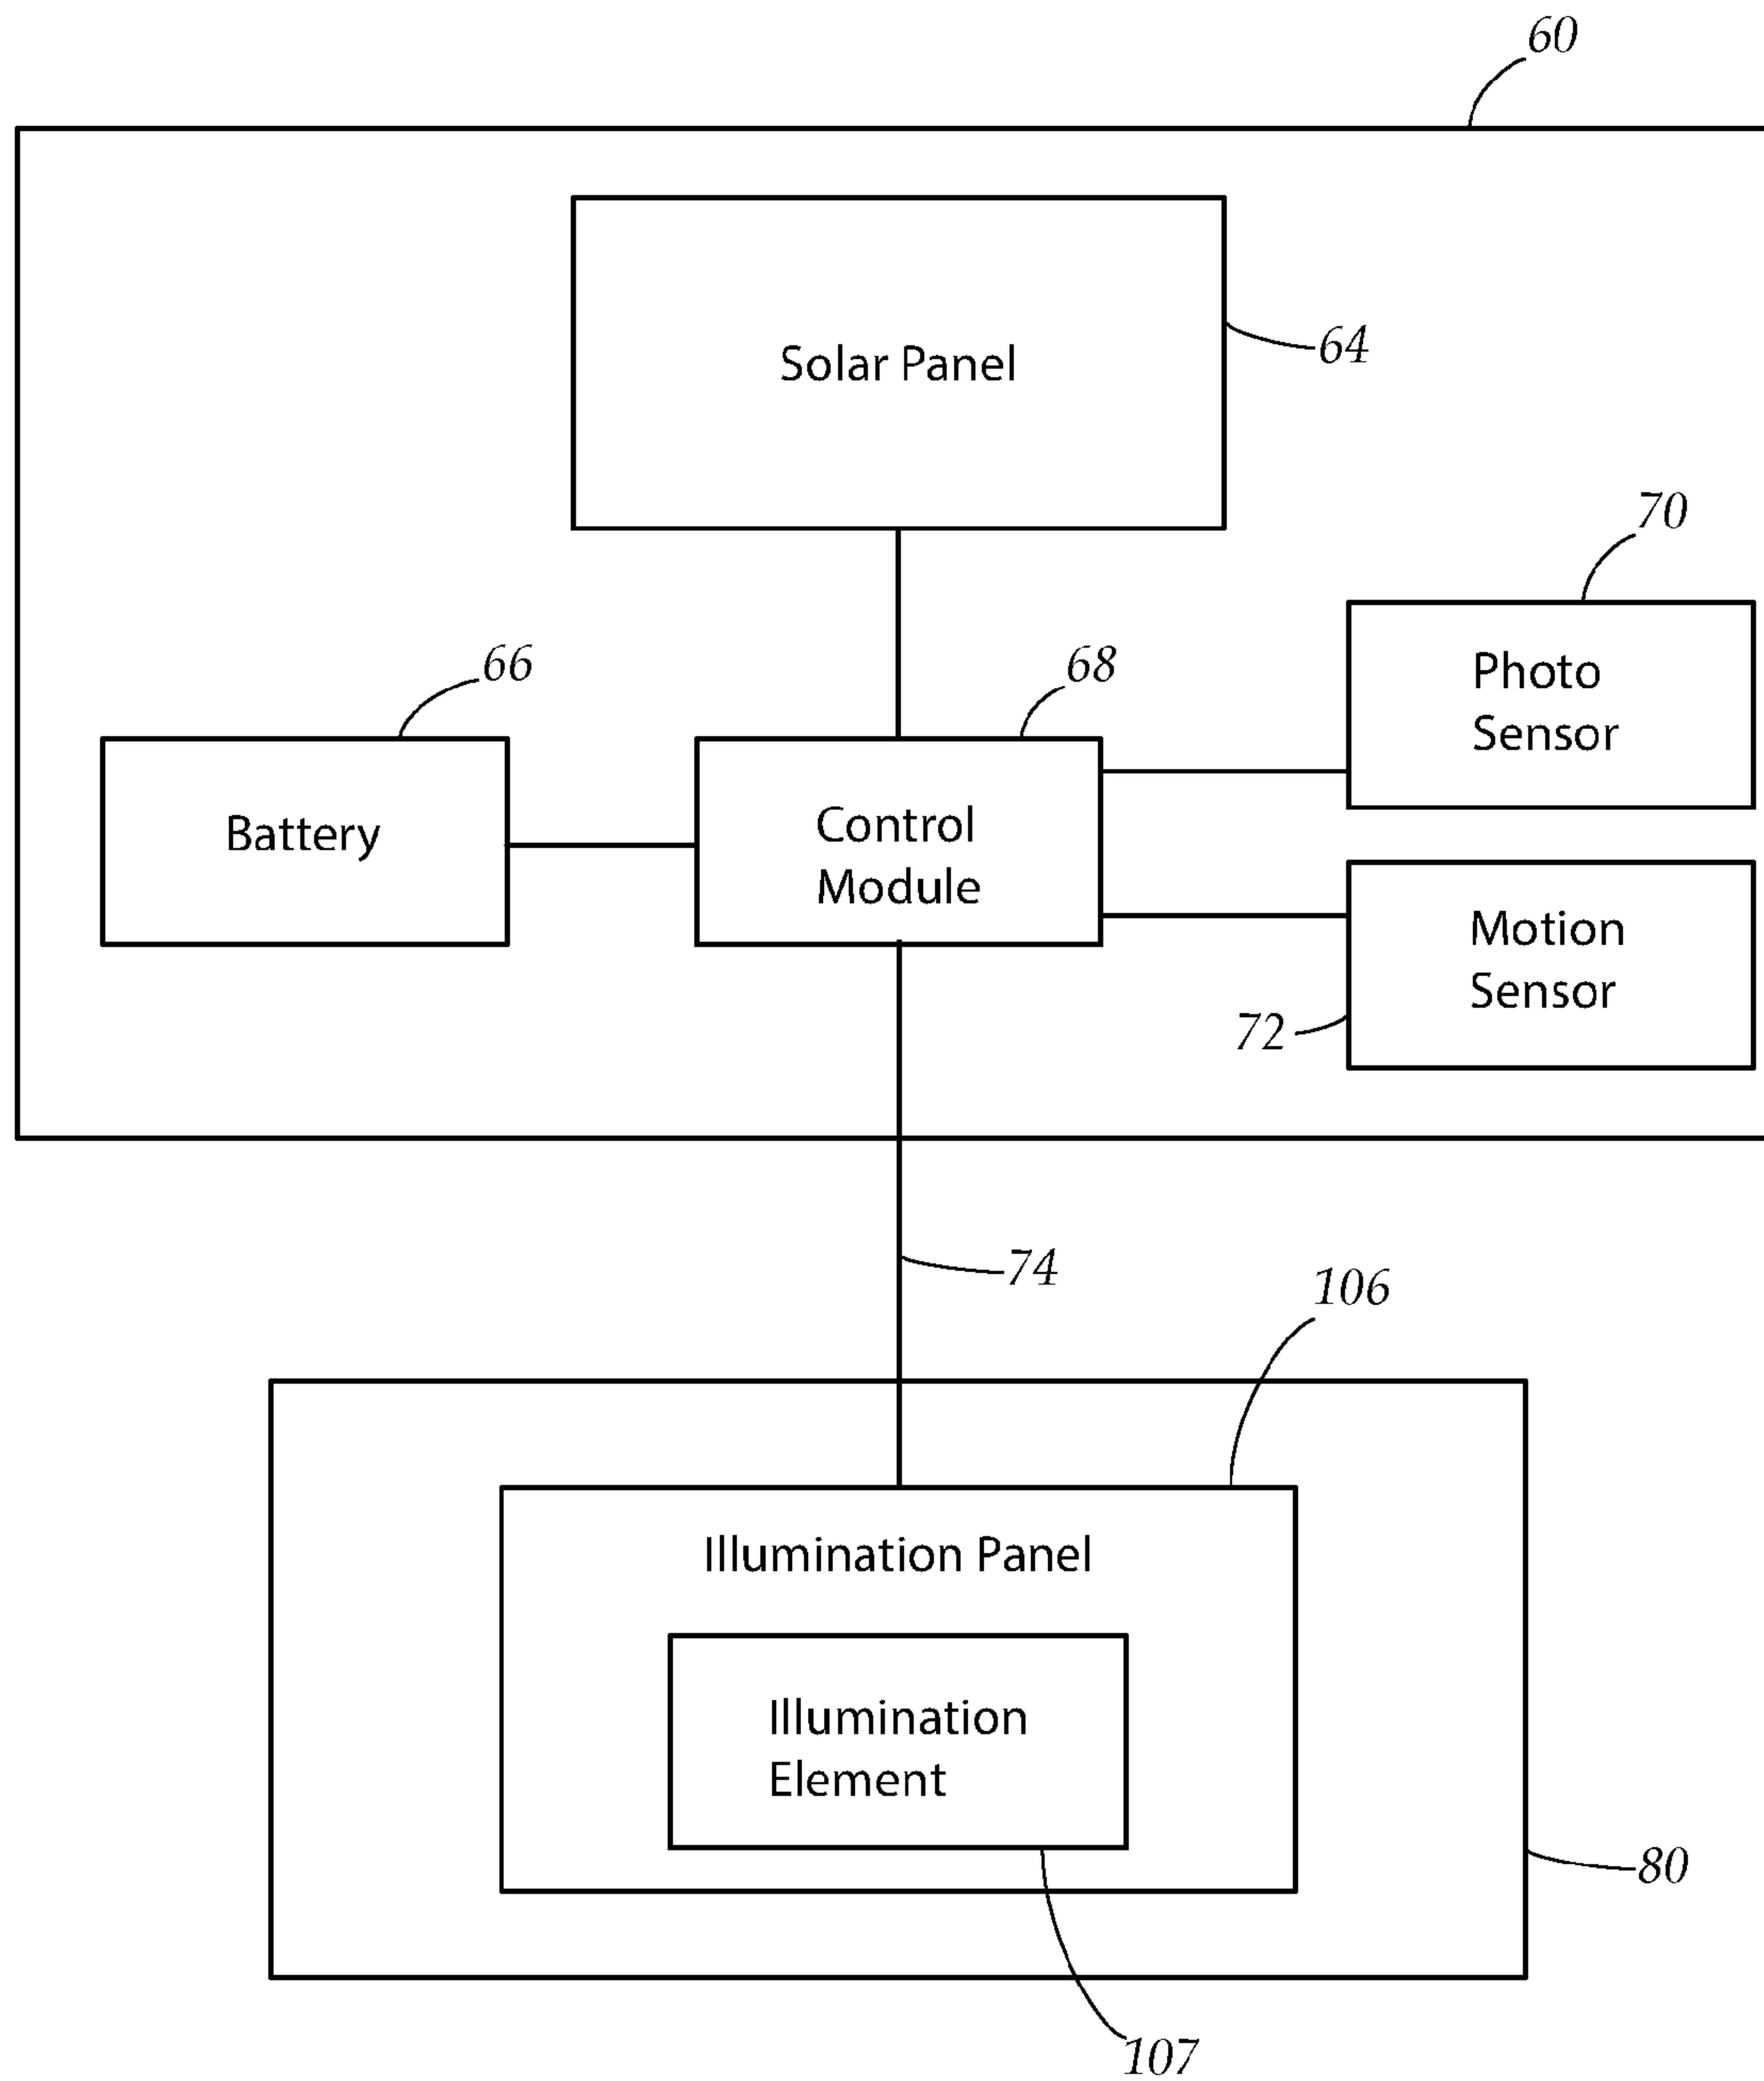 60
Solar Panel
64
70
Photo
Sensor
66
68
Battery
Control
Module
Motion
Sensor
72
74
106
Illumination Panel
Illumination
Element
80
107